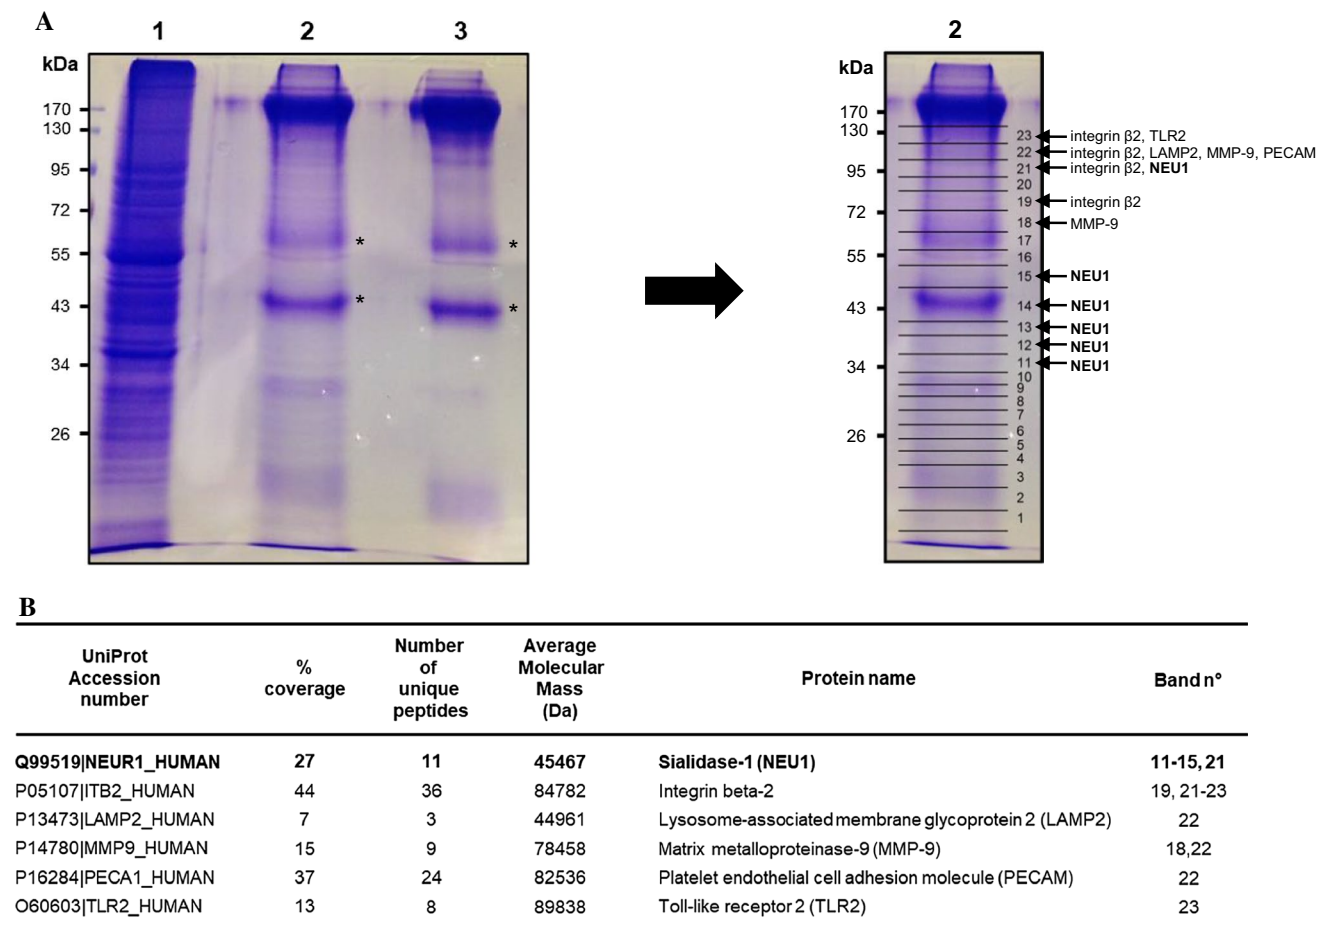 A
1 2 3
kDa
170
130
95
72
55
43
34
26
*
*
*
*
2
kDa
170
130
95
72
55
43
34
26
23 integrin β2, TLR2
22 integrin β2, LAMP2, MMP-9, PECAM
21 integrin β2, NEU1
20
19 integrin β2
18 MMP-9
17
16
15 NEU1
14 NEU1
13 NEU1
12 NEU1
11 NEU1
10
9
8
7
6
5
4
3
2
1
B
UniProt
Accession
number
%
coverage
Number
of
unique
peptides
Average
Molecular
Mass
(Da)
Protein name
Band n°
Q99519|NEUR1_HUMAN 27 11 45467 Sialidase-1 (NEU1) 11-15, 21
P05107|ITB2_HUMAN 44 36 84782 Integrin beta-2 19, 21-23
P13473|LAMP2_HUMAN 7 3 44961 Lysosome-associated membrane glycoprotein 2 (LAMP2) 22
P14780|MMP9_HUMAN 15 9 78458 Matrix metalloproteinase-9 (MMP-9) 18,22
P16284|PECA1_HUMAN 37 24 82536 Platelet endothelial cell adhesion molecule (PECAM) 22
O60603|TLR2_HUMAN 13 8 89838 Toll-like receptor 2 (TLR2) 23